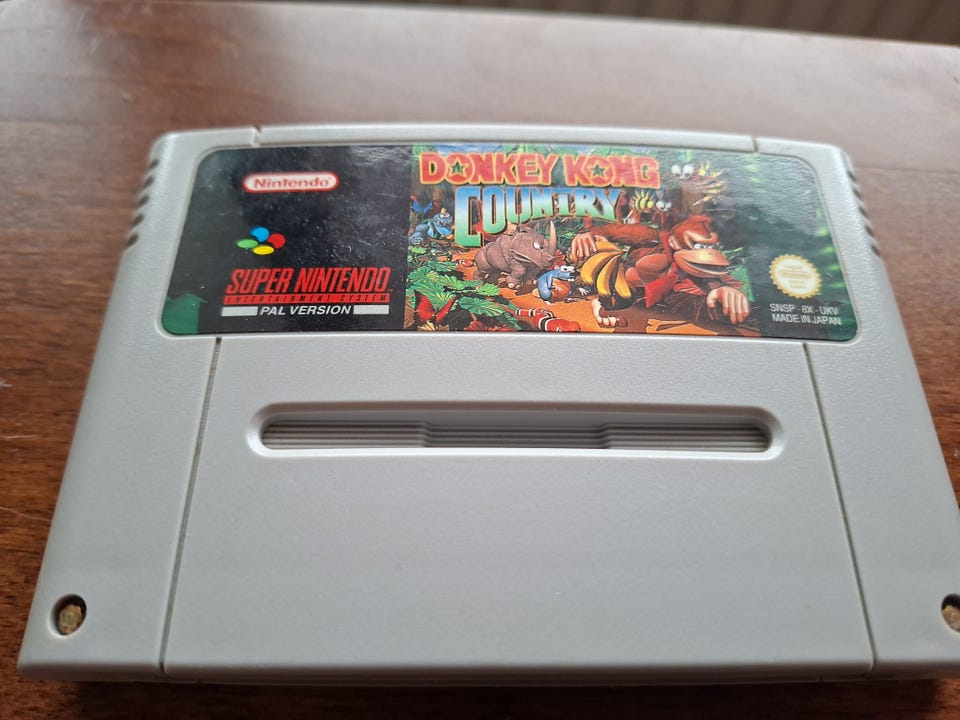 Nintendo
SUPER NINTENDO
ENTERTAINMENT SYSTEM
PAL VERSION
DONKEY KONG
COUNTRY
SNSP-8X-UKV
MADE IN JAPAN